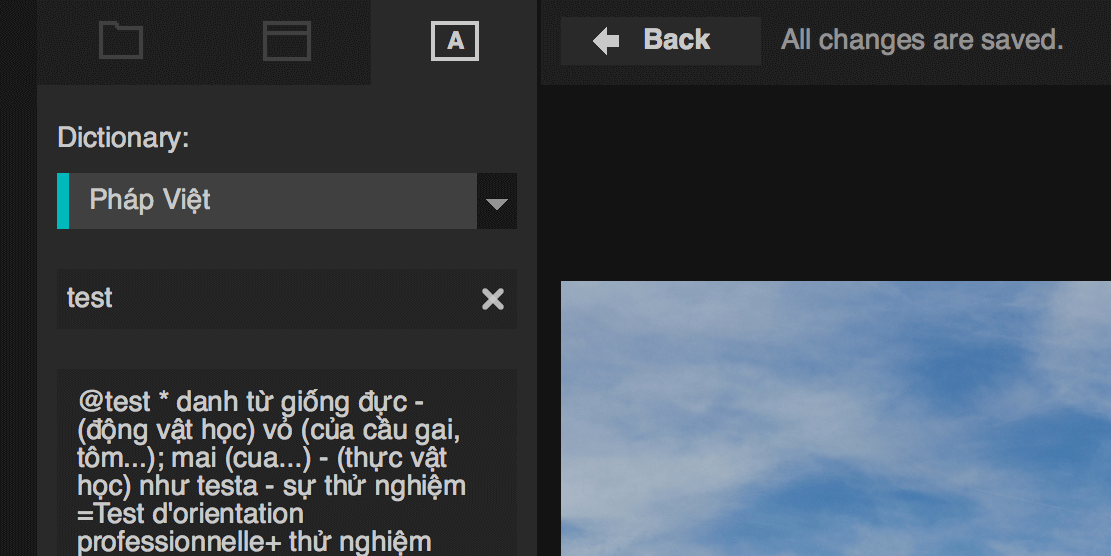 A
Back
All changes are saved.
Dictionary:
Pháp Việt
test
@test * danh từ giống đực -
(động vật học) vỏ (của cầu gai,
tôm...); mai (cua...) - (thực vật
học) như testa - sự thử nghiệm
=Test d'orientation
professionnelle+ thử nghiệm